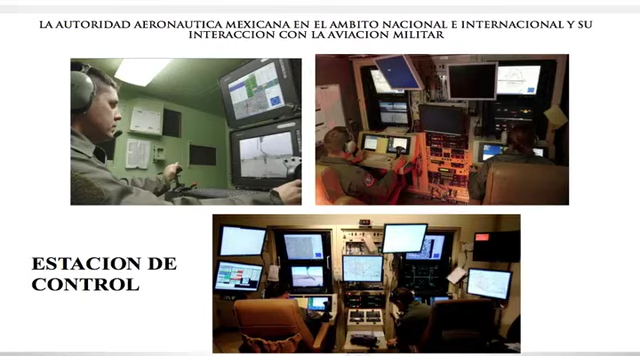 LA AUTORIDAD AERONAUTICA MEXICANA EN EL AMBITO NACIONAL E INTERNACIONAL Y SU
INTERACCION CON LA AVIACION MILITAR
ESTACION DE
CONTROL